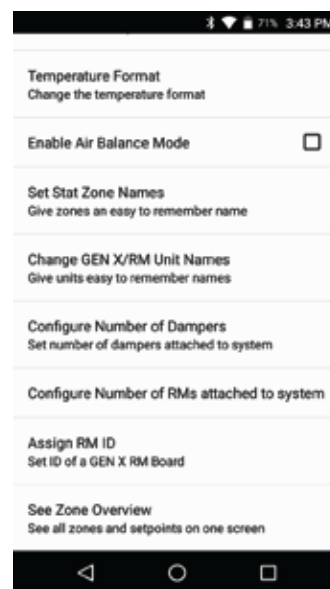 71% 3:43 PM
Temperature Format
Change the temperature format
Enable Air Balance Mode
Set Stat Zone Names
Give zones an easy to remember name
Change GEN X/RM Unit Names
Give units easy to remember names
Configure Number of Dampers
Set number of dampers attached to system
Configure Number of RMs attached to system
Assign RM ID
Set ID of a GEN X RM Board
See Zone Overview
See all zones and setpoints on one screen